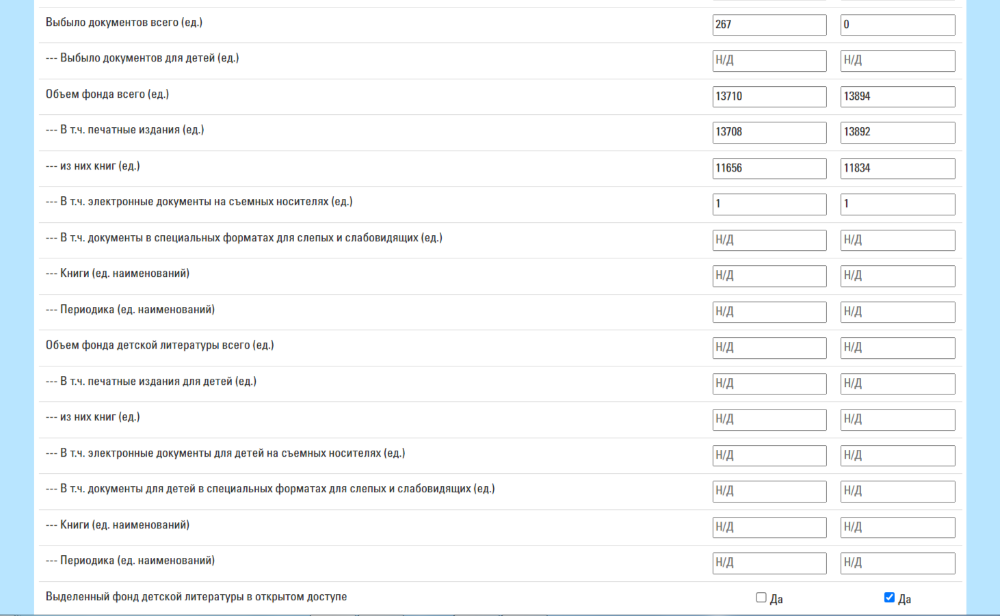 Выбыло документов всего (ед.) 267 0
--- Выбыло документов для детей (ед.) Н/Д Н/Д
Объем фонда всего (ед.) 13710 13894
--- В т.ч. печатные издания (ед.) 13708 13892
--- из них книг (ед.) 11656 11834
--- В т.ч. электронные документы на съемных носителях (ед.) 1 1
--- В т.ч. документы в специальных форматах для слепых и слабовидящих (ед.) Н/Д Н/Д
--- Книги (ед. наименований) Н/Д Н/Д
--- Периодика (ед. наименований) Н/Д Н/Д
Объем фонда детской литературы всего (ед.) Н/Д Н/Д
--- В т.ч. печатные издания для детей (ед.) Н/Д Н/Д
--- из них книг (ед.) Н/Д Н/Д
--- В т.ч. электронные документы для детей на съемных носителях (ед.) Н/Д Н/Д
--- В т.ч. документы для детей в специальных форматах для слепых и слабовидящих (ед.) Н/Д Н/Д
--- Книги (ед. наименований) Н/Д Н/Д
--- Периодика (ед. наименований) Н/Д Н/Д
Выделенный фонд детской литературы в открытом доступе Да Да